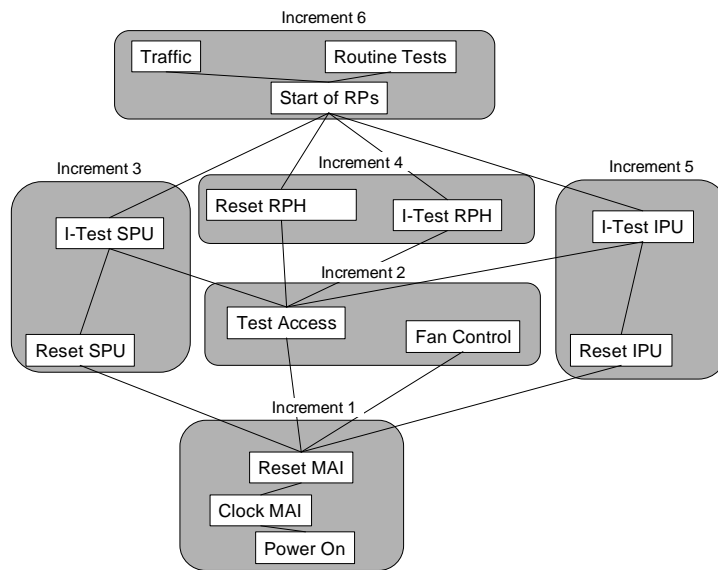 Increment 6
Traffic
Routine Tests
Start of RPs
Increment 3
Increment 4
Increment 5
Reset RPH
I-Test RPH
I-Test SPU
I-Test IPU
Increment 2
Test Access
Fan Control
Reset SPU
Reset IPU
Increment 1
Reset MAI
Clock MAI
Power On